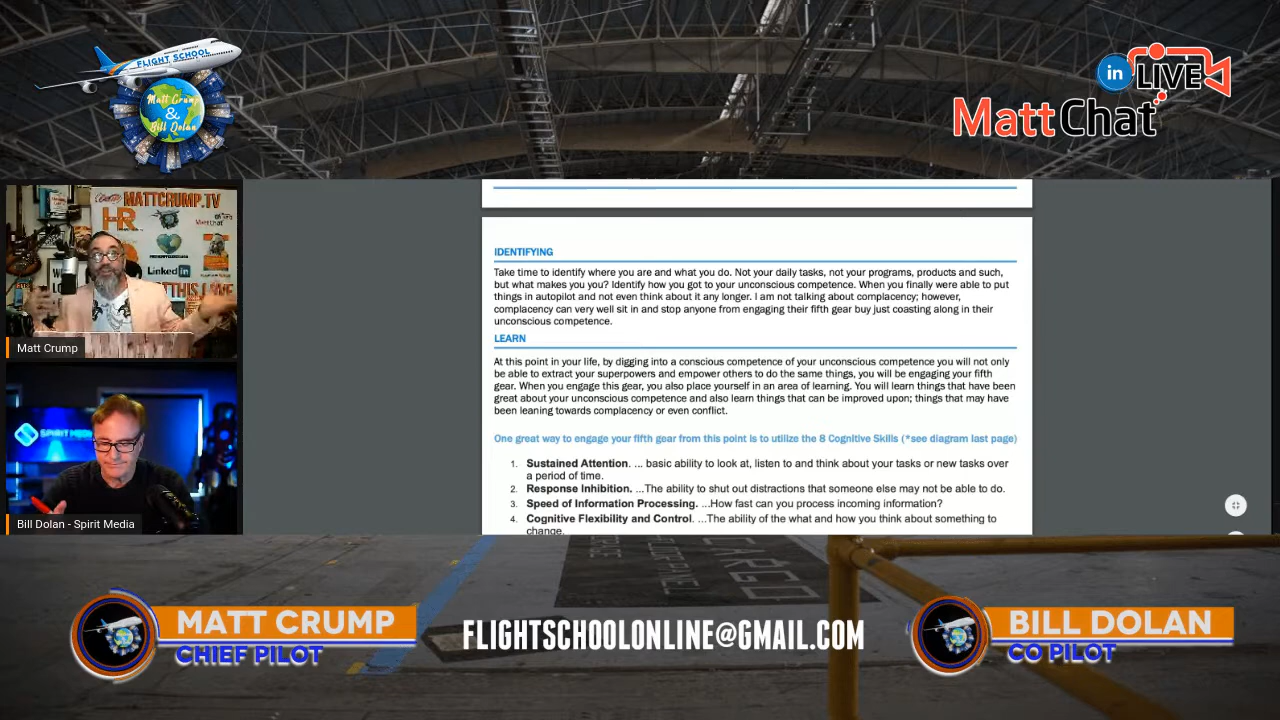 FLIGHT SCHOOL
Matt Crump
&
Bill Dolan
in LIVE
MattChat
MATTCRUMP.TV
HR
MattChat
LinkedIn
Matt Crump
SPIRIT MEDIA
Bill Dolan - Spirit Media
IDENTIFYING
Take time to identify where you are and what you do. Not your daily tasks, not your programs, products and such,
but what makes you you? Identify how you got to your unconscious competence. When you finally were able to put
things in autopilot and not even think about it any longer. I am not talking about complacency; however,
complacency can very well sit in and stop anyone from engaging their fifth gear buy just coasting along in their
unconscious competence.
LEARN
At this point in your life, by digging into a conscious competence of your unconscious competence you will not only
be able to extract your superpowers and empower others to do the same things, you will be engaging your fifth
gear. When you engage this gear, you also place yourself in an area of learning. You will learn things that have been
great about your unconscious competence and also learn things that can be improved upon; things that may have
been leaning towards complacency or even conflict.
One great way to engage your fifth gear from this point is to utilize the 8 Cognitive Skills (*see diagram last page)
1. Sustained Attention. ... basic ability to look at, listen to and think about your tasks or new tasks over
a period of time.
2. Response Inhibition. ...The ability to shut out distractions that someone else may not be able to do.
3. Speed of Information Processing. ...How fast can you process incoming information?
4. Cognitive Flexibility and Control. ...The ability of the what and how you think about something to
change.
CARGO
FLOOR PANEL
MATT CRUMP
CHIEF PILOT
FLIGHTSCHOOLONLINE@GMAIL.COM
BILL DOLAN
CO PILOT